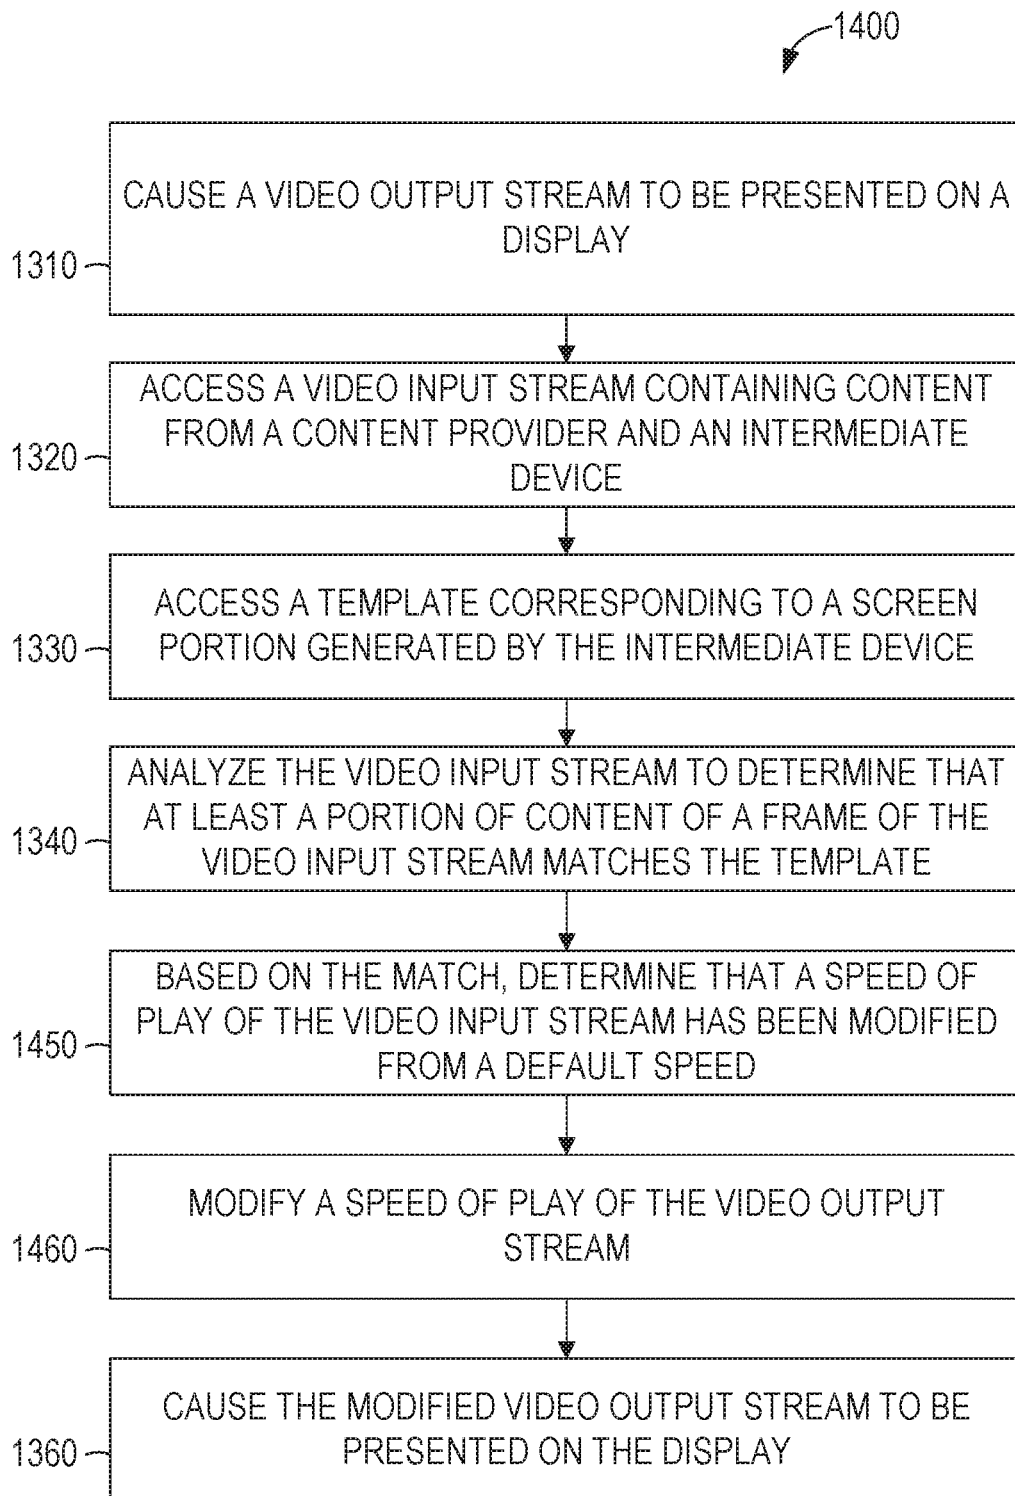 1400
CAUSE A VIDEO OUTPUT STREAM TO BE PRESENTED ON A
DISPLAY
1310
ACCESS A VIDEO INPUT STREAM CONTAINING CONTENT
FROM A CONTENT PROVIDER AND AN INTERMEDIATE
DEVICE
1320
ACCESS A TEMPLATE CORRESPONDING TO A SCREEN
PORTION GENERATED BY THE INTERMEDIATE DEVICE
1330
ANALYZE THE VIDEO INPUT STREAM TO DETERMINE THAT
AT LEAST A PORTION OF CONTENT OF A FRAME OF THE
VIDEO INPUT STREAM MATCHES THE TEMPLATE
1340
BASED ON THE MATCH, DETERMINE THAT A SPEED OF
PLAY OF THE VIDEO INPUT STREAM HAS BEEN MODIFIED
FROM A DEFAULT SPEED
1450
MODIFY A SPEED OF PLAY OF THE VIDEO OUTPUT
STREAM
1460
CAUSE THE MODIFIED VIDEO OUTPUT STREAM TO BE
PRESENTED ON THE DISPLAY
1360